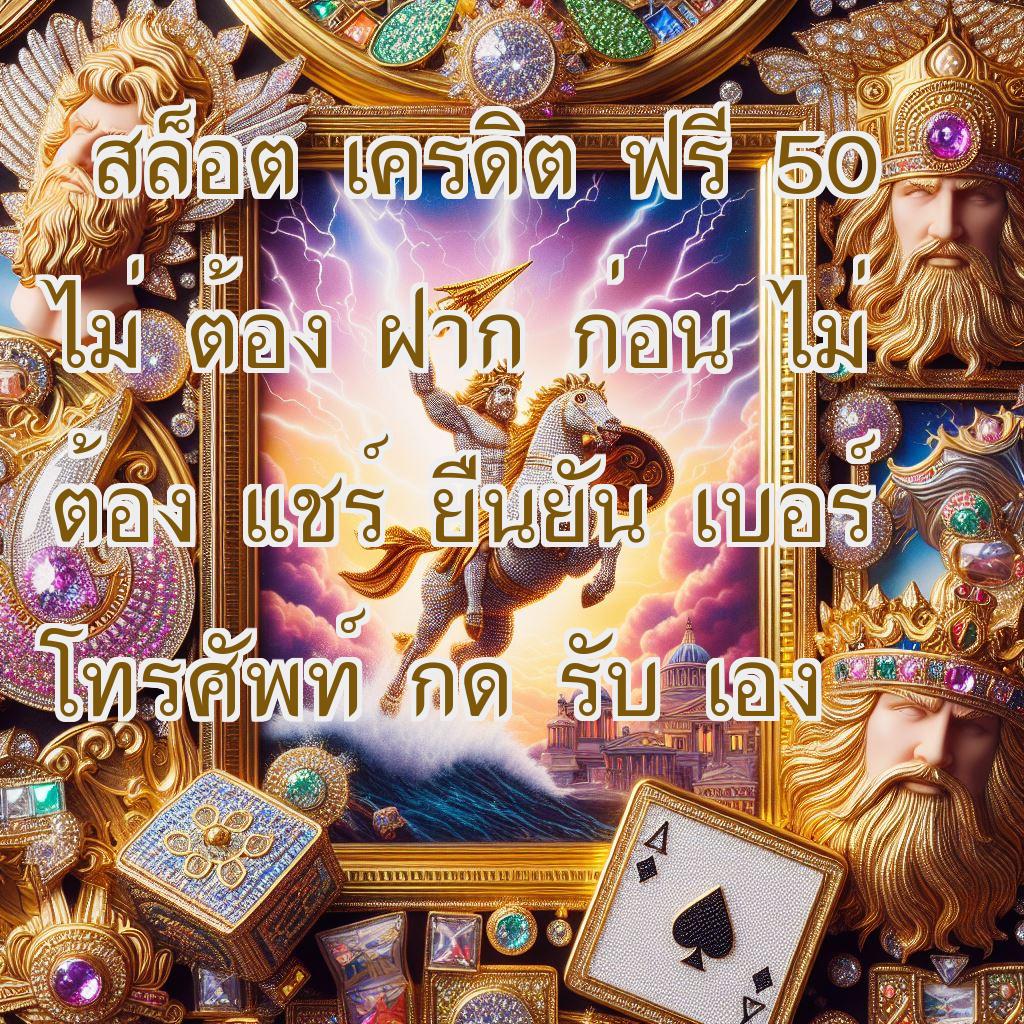 สล็อต เครดิต ฟรี 50
ไม่ ต้อง ฝาก ก่อน ไม่
ต้อง แชร์ ยืนยัน เบอร์
โทรศัพท์ กด รับ เอง